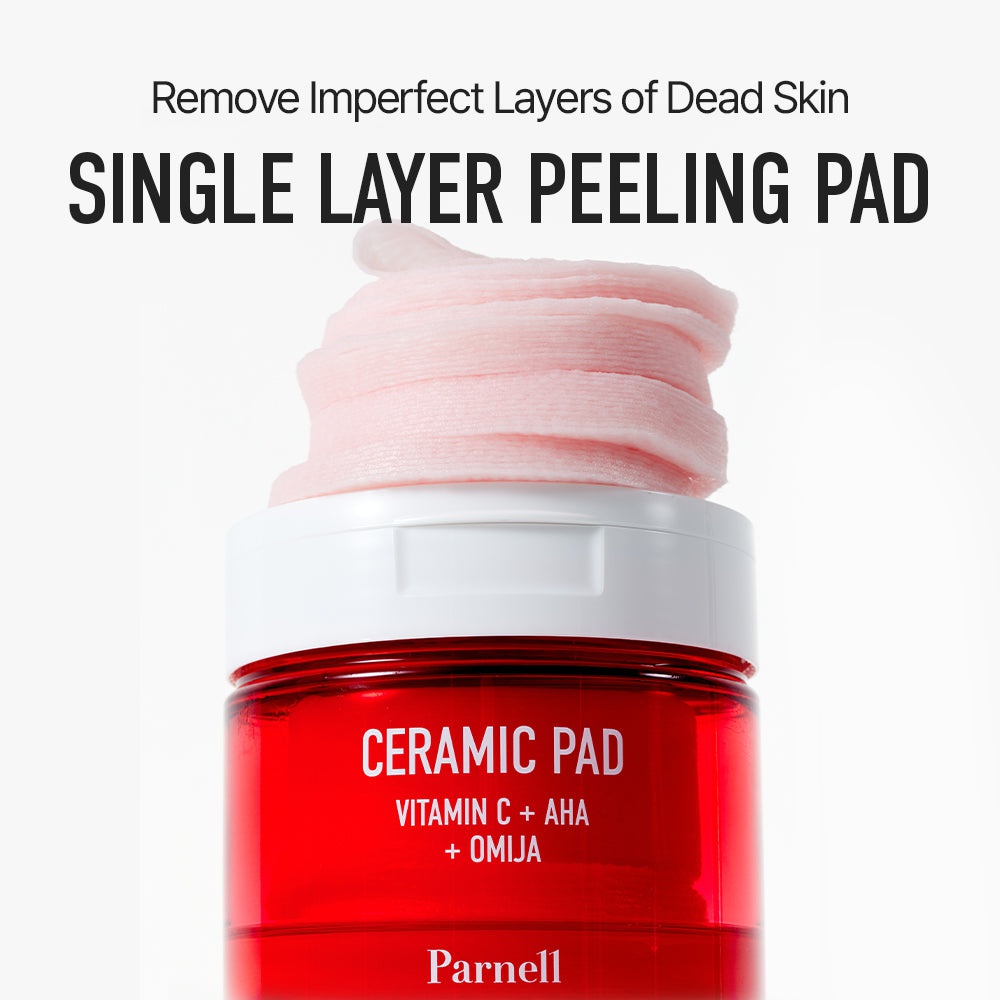 Remove Imperfect Layers of Dead Skin
SINGLE LAYER PEELING PAD
CERAMIC PAD
VITAMIN C + AHA
+ OMIJA
Parnell